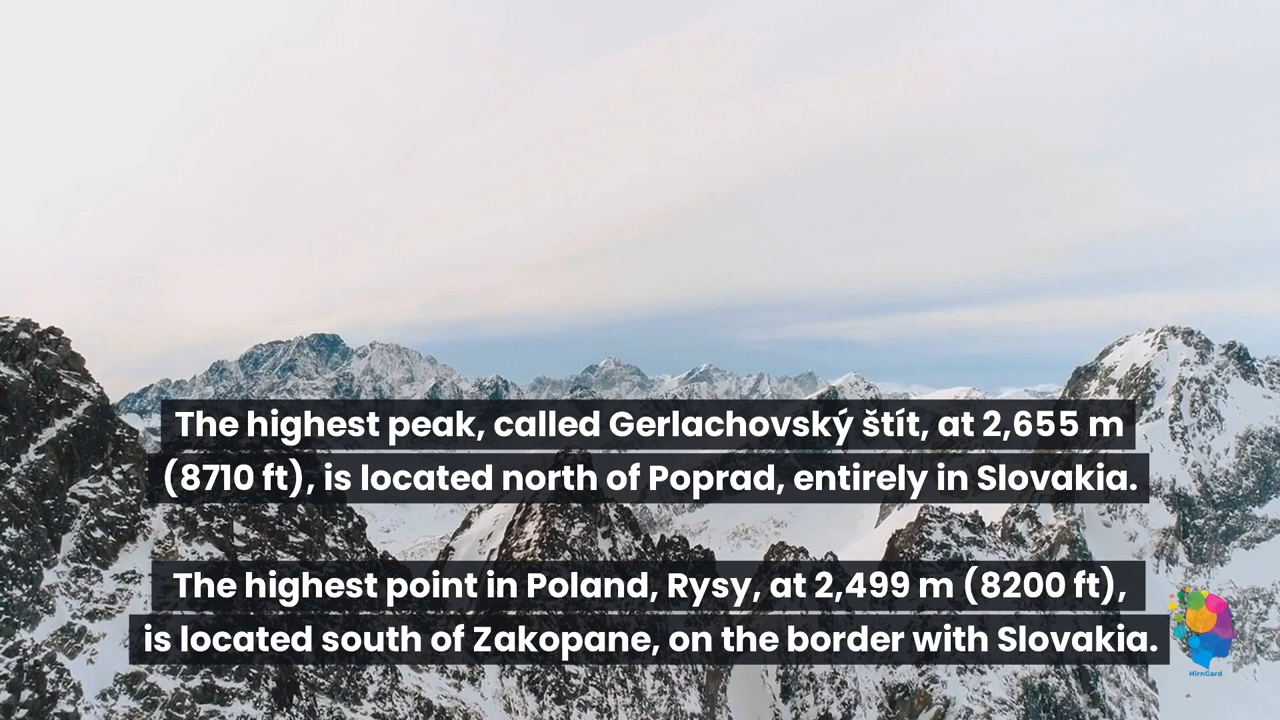 The highest peak, called Gerlachovský štít, at 2,655 m
(8710 ft), is located north of Poprad, entirely in Slovakia.
The highest point in Poland, Rysy, at 2,499 m (8200 ft),
is located south of Zakopane, on the border with Slovakia.
HirnGard